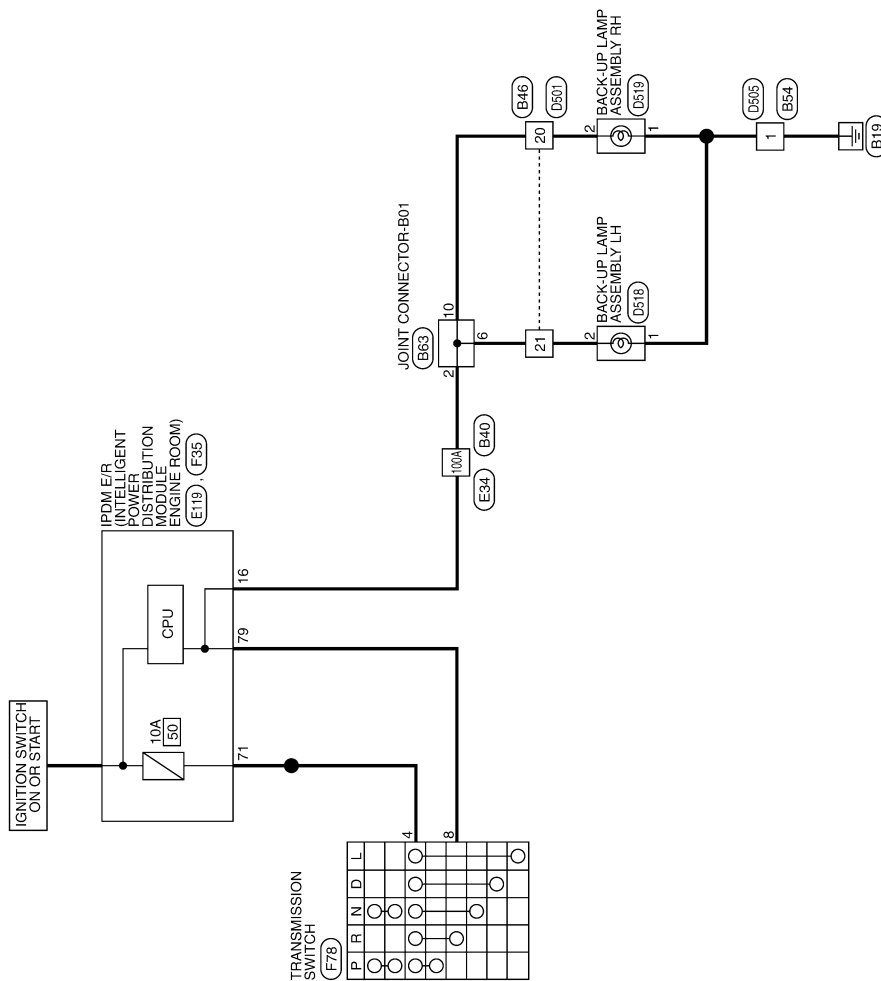 IGNITION SWITCH
ON OR START
IPDM E/R
(INTELLIGENT
POWER
DISTRIBUTION
MODULE
ENGINE ROOM)
E119 , F35
10A
50
CPU
71
79
16
TRANSMISSION
SWITCH
F78
P R N D L
4
8
100A
E34
B40
JOINT CONNECTOR-B01
B63
2
10
6
B46
D501
20
21
BACK-UP LAMP
ASSEMBLY RH
D519
2
1
BACK-UP LAMP
ASSEMBLY LH
D518
2
1
D505
B54
1
B19